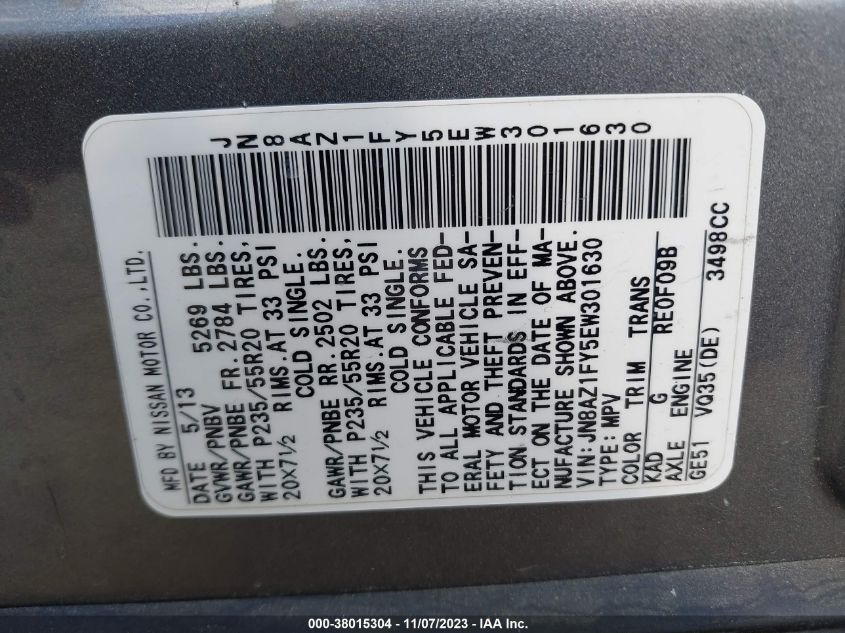 JN8AZ1FY5EW301630
MFD BY NISSAN MOTOR CO.,LTD.
DATE 5/13 5269 LBS.
GVWR/PNBV
GAWR/PNBE FR. 2784 LBS.
WITH P235/55R20 TIRES,
20X7½ RIMS.AT 33 PSI
COLD SINGLE.
GAWR/PNBE RR. 2502 LBS.
WITH P235/55R20 TIRES,
20X7½ RIMS.AT 33 PSI
COLD SINGLE.
THIS VEHICLE CONFORMS
TO ALL APPLICABLE FED-
ERAL MOTOR VEHICLE SA-
FETY AND THEFT PREVEN-
TION STANDARDS IN EFF-
ECT ON THE DATE OF MA-
NUFACTURE SHOWN ABOVE.
VIN: JN8AZ1FY5EW301630
TYPE: MPV
COLOR TRIM TRANS
KAD G RE0F09B
AXLE ENGINE
GE51 VQ35(DE) 3498CC
000-38015304 - 11/07/2023 - IAA Inc.